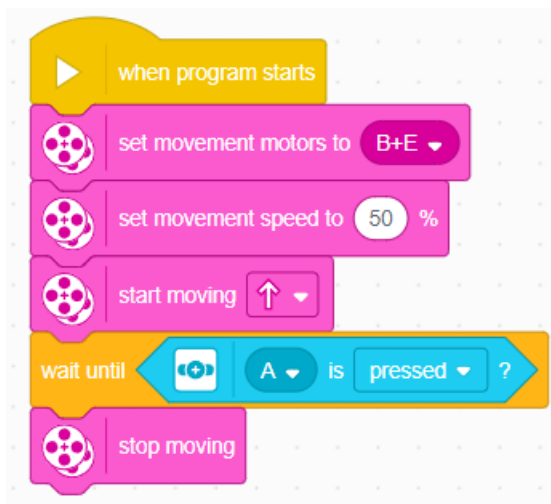 when program starts
set movement motors to B+E
set movement speed to 50 %
start moving
wait until A is pressed ?
stop moving